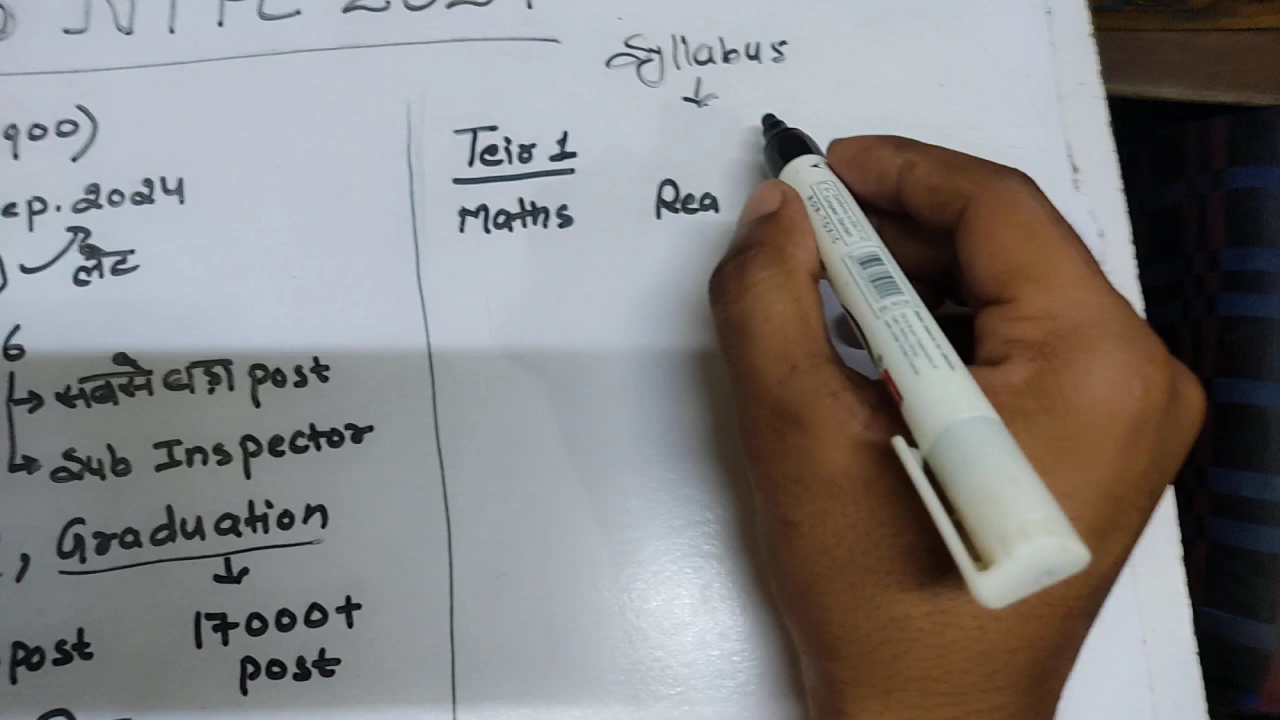 NTPC 2024
Syllabus
900)
ep. 2024
लेट
6
सबसे बड़ा post
Sub Inspector
, Graduation
17000+
post
post
Teir 1
Maths Rea